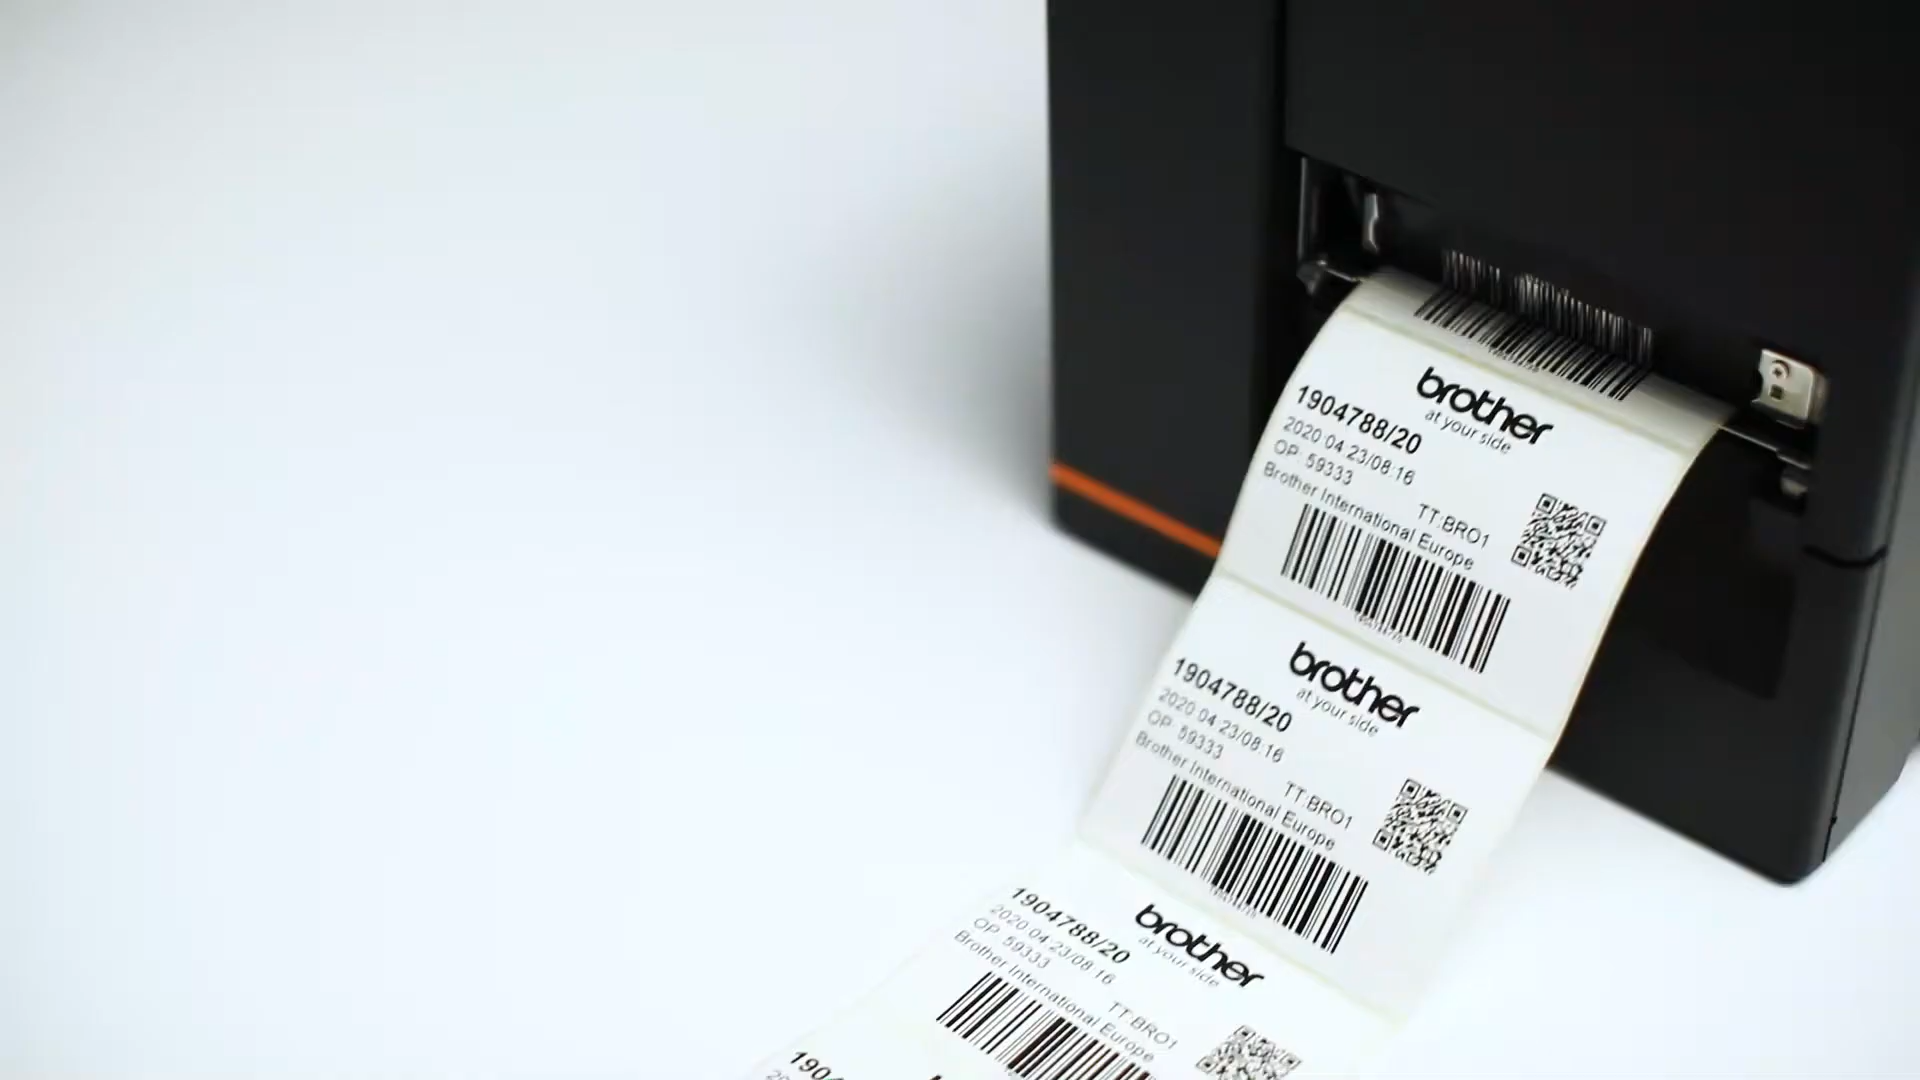 brother
at your side
1904788/20
2020 04 23/08:16
OP: 59333
TT:BRO1
Brother International Europe
brother
at your side
1904788/20
2020 04 23/08:16
OP: 59333
TT:BRO1
Brother International Europe
brother
at your side
1904788/20
2020 04 23/08:16
OP: 59333
TT:BRO1
Brother International Europe